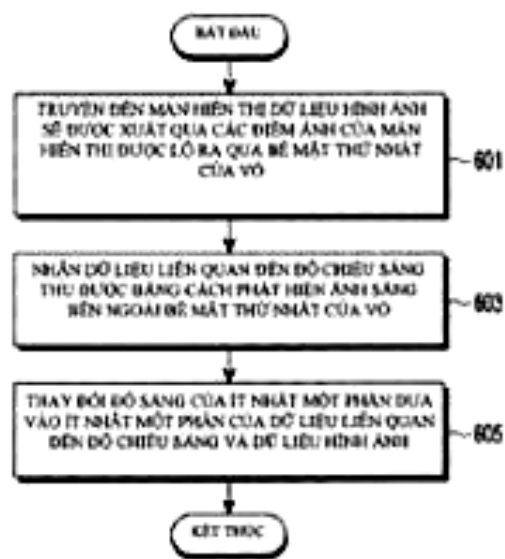 BẮT ĐẦU
TRUYỀN ĐẾN MÀN HIỂN THỊ DỮ LIỆU HÌNH ẢNH
SẼ ĐƯỢC XUẤT QUA CÁC ĐIỂM ẢNH CỦA MÀN
HIỂN THỊ ĐƯỢC LỘ RA QUA BỀ MẶT THỨ NHẤT
CỦA VỎ
601
NHẬN DỮ LIỆU LIÊN QUAN ĐẾN ĐỘ CHIẾU SÁNG
THU ĐƯỢC BẰNG CÁCH PHÁT HIỆN ÁNH SÁNG
BÊN NGOÀI BỀ MẶT THỨ NHẤT CỦA VỎ
603
THAY ĐỔI ĐỘ SÁNG CỦA ÍT NHẤT MỘT PHẦN DỰA
VÀO ÍT NHẤT MỘT PHẦN CỦA DỮ LIỆU LIÊN QUAN
ĐẾN ĐỘ CHIẾU SÁNG VÀ DỮ LIỆU HÌNH ẢNH
605
KẾT THÚC